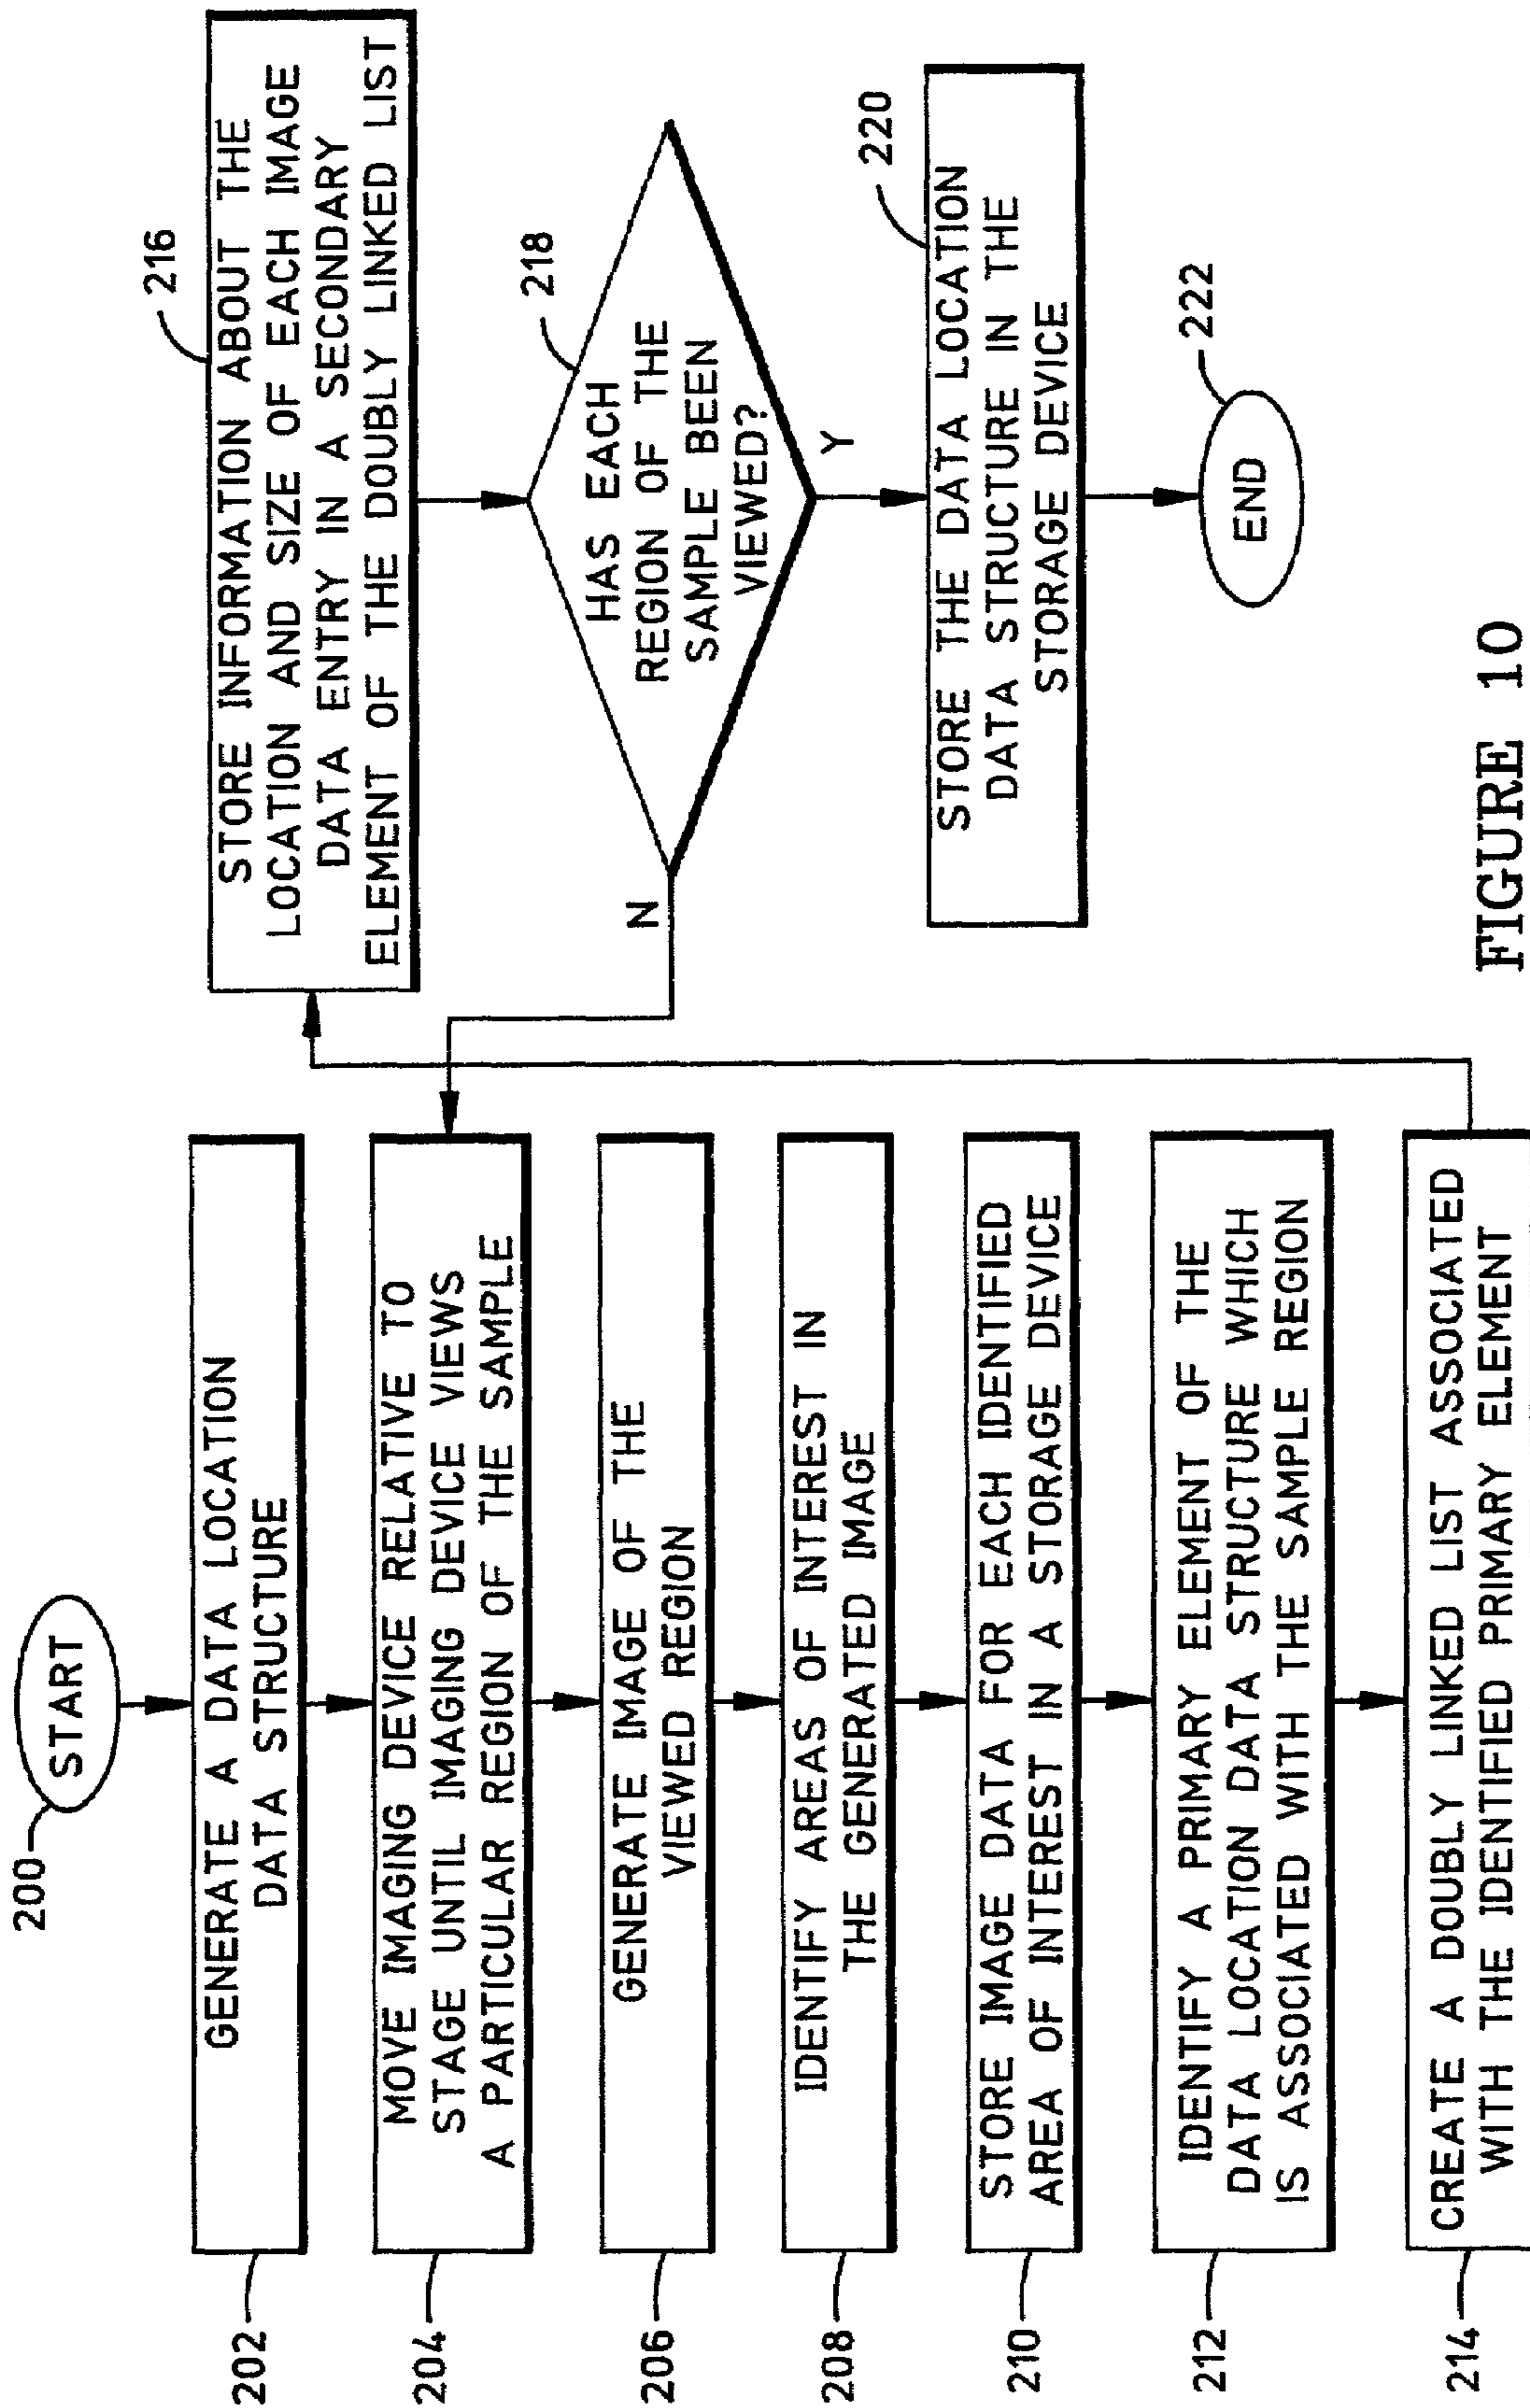 200
START
202
GENERATE A DATA LOCATION
DATA STRUCTURE
204
MOVE IMAGING DEVICE RELATIVE TO
STAGE UNTIL IMAGING DEVICE VIEWS
A PARTICULAR REGION OF THE SAMPLE
206
GENERATE IMAGE OF THE
VIEWED REGION
208
IDENTIFY AREAS OF INTEREST IN
THE GENERATED IMAGE
210
STORE IMAGE DATA FOR EACH IDENTIFIED
AREA OF INTEREST IN A STORAGE DEVICE
212
IDENTIFY A PRIMARY ELEMENT OF THE
DATA LOCATION DATA STRUCTURE WHICH
IS ASSOCIATED WITH THE SAMPLE REGION
214
CREATE A DOUBLY LINKED LIST ASSOCIATED
WITH THE IDENTIFIED PRIMARY ELEMENT
216
STORE INFORMATION ABOUT THE
LOCATION AND SIZE OF EACH IMAGE
DATA ENTRY IN A SECONDARY
ELEMENT OF THE DOUBLY LINKED LIST
218
HAS EACH
REGION OF THE
SAMPLE BEEN
VIEWED?
N
Y
220
STORE THE DATA LOCATION
DATA STRUCTURE IN THE
STORAGE DEVICE
222
END
FIGURE 10